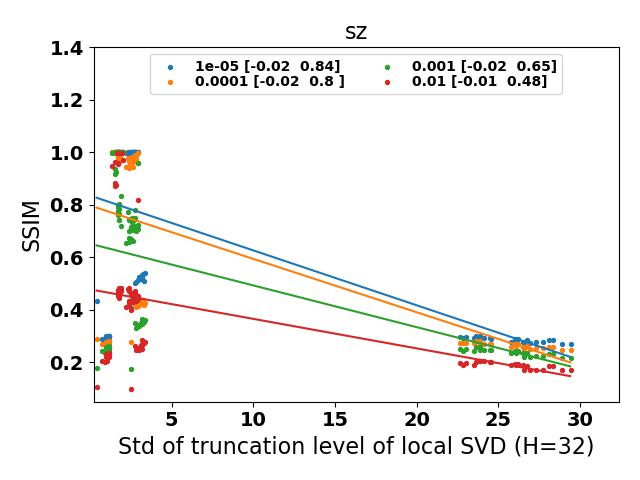 sz
1.4
1e-05 [-0.02  0.84]
0.0001 [-0.02  0.8 ]
0.001 [-0.02  0.65]
0.01 [-0.01  0.48]
1.2
1.0
0.8
0.6
0.4
0.2
SSIM
5 10 15 20 25 30
Std of truncation level of local SVD (H=32)